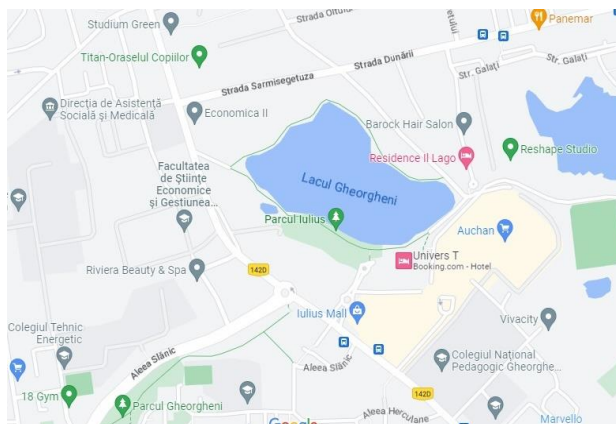 Strada Oltului
Studium Green
Panemar
Strada Dunării
Titan-Oraselul Copiilor
Str. Galați
Str. Galați
Strada Sarmisegetuza
Direcția de Asistență
Socială și Medicală
Economica II
Barock Hair Salon
Reshape Studio
Residence Il Lago
Facultatea
de Științe
Economice
și Gestiunea...
Lacul Gheorgheni
Parcul Iulius
Auchan
Univers T
Booking.com - Hotel
Riviera Beauty & Spa
142D
Iulius Mall
Vivacity
Colegiul Tehnic
Energetic
Aleea Slănic
Aleea Slănic
Colegiul Național
Pedagogic Gheorghe...
18 Gym
142D
Parcul Gheorgheni
Aleea Herculane
Marvello
Google